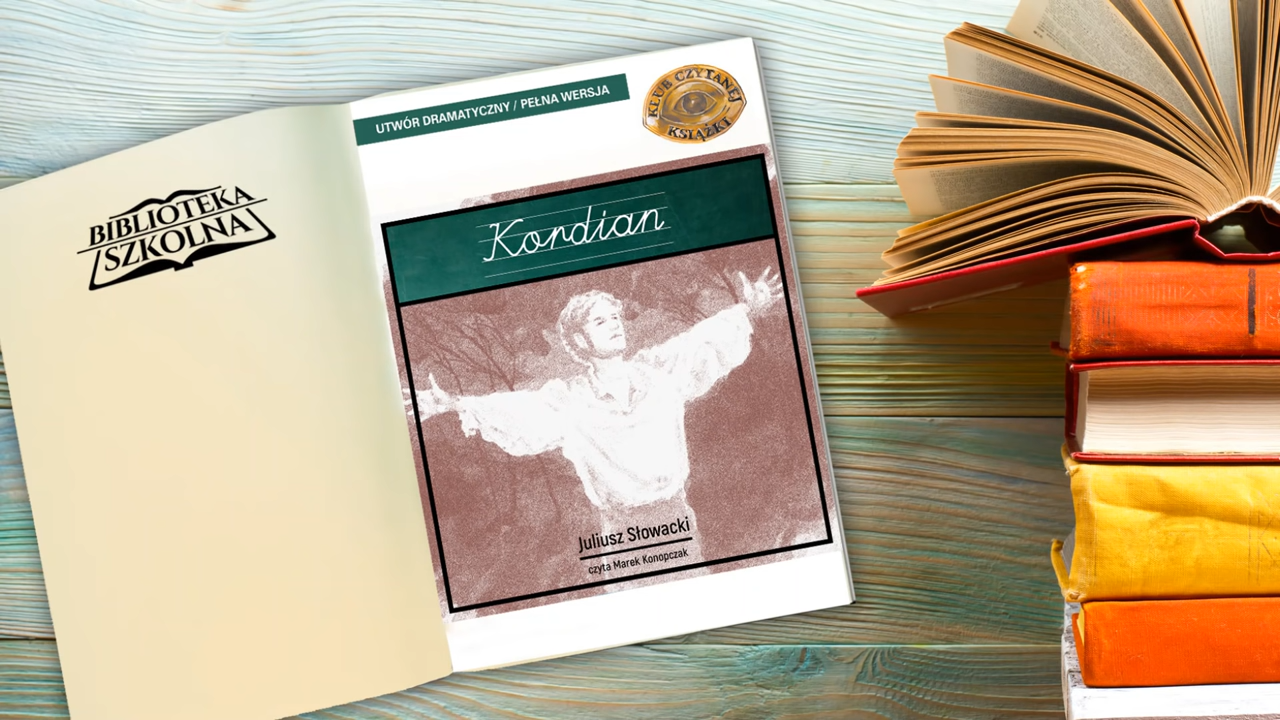 BIBLIOTEKA
SZKOLNA
UTWÓR DRAMATYCZNY / PEŁNA WERSJA
KLUB CZYTANEJ
KSIĄŻKI
Kordian
Juliusz Słowacki
czyta Marek Konopczak